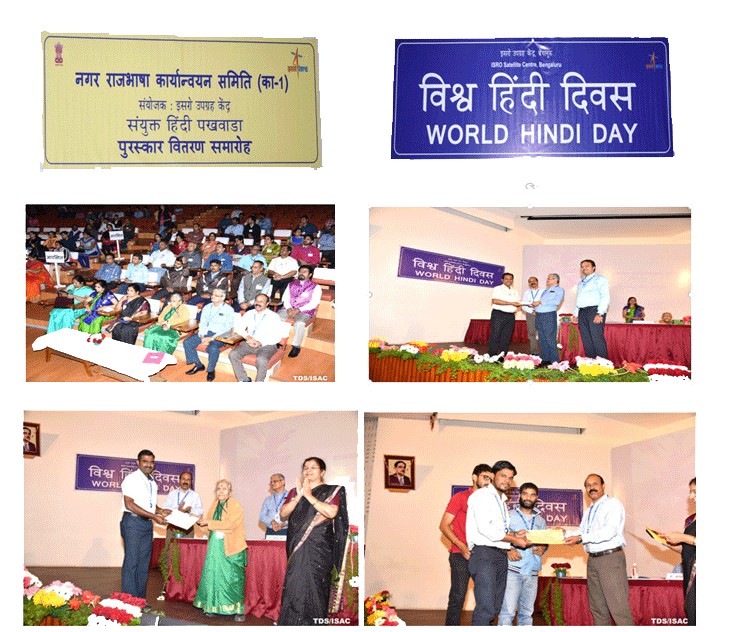 नगर राजभाषा कार्यान्वयन समिति (का-1)
संयोजक : इसरो उपग्रह केंद्र
संयुक्त हिंदी पखवाडा
पुरस्कार वितरण समारोह
इसरो उपग्रह केंद्र, बेंगलूरु
ISRO Satellite Centre, Bengaluru
विश्व हिंदी दिवस
WORLD HINDI DAY
TDS/ISAC
विश्व हिंदी दिवस
WORLD HINDI DAY
विश्व हिंदी दिवस
WORLD HINDI DAY
TDS/ISAC
दिवस
DAY
TDS/ISAC